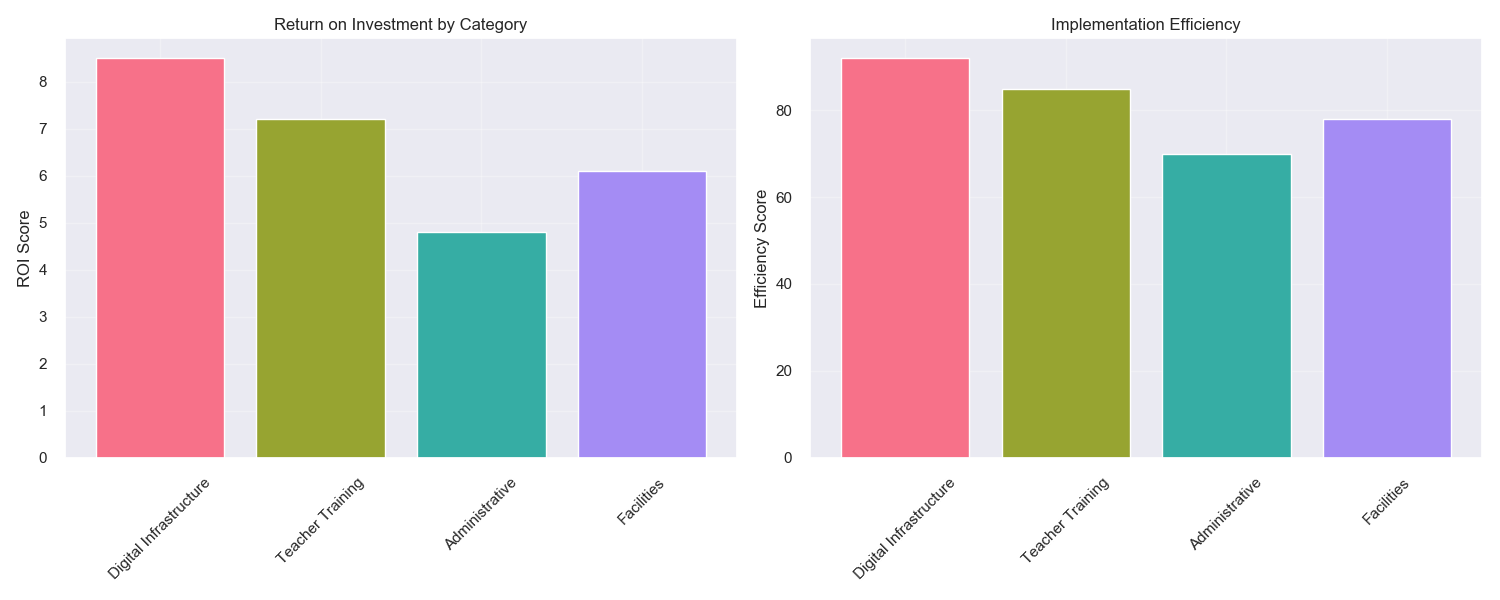 Return on Investment by Category
ROI Score
8
7
6
5
4
3
2
1
0
Digital Infrastructure
Teacher Training
Administrative
Facilities
Implementation Efficiency
Efficiency Score
80
60
40
20
0
Digital Infrastructure
Teacher Training
Administrative
Facilities